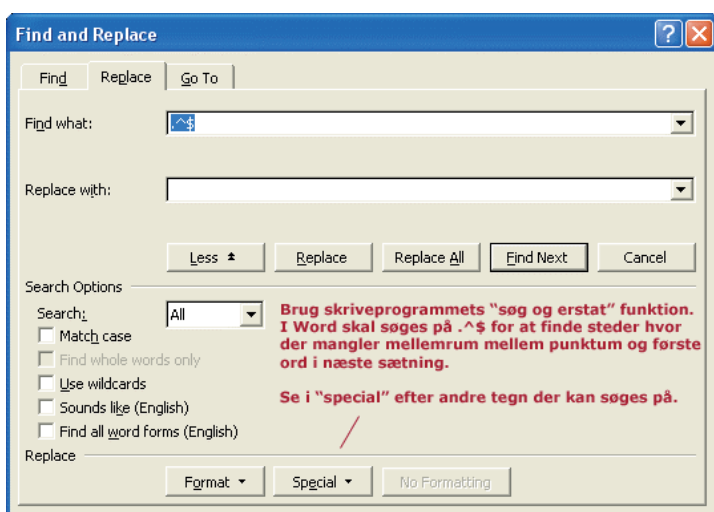 Find and Replace
Find Replace Go To
Find what: .^$
Replace with:
Less Replace Replace All Find Next Cancel
Search Options
Search: All
Match case
Find whole words only
Use wildcards
Sounds like (English)
Find all word forms (English)
Brug skriveprogrammets “søg og erstat” funktion.
I Word skal søges på .^$ for at finde steder hvor
der mangler mellemrum mellem punktum og første
ord i næste sætning.
Se i “special” efter andre tegn der kan søges på.
Replace
Format Special No Formatting